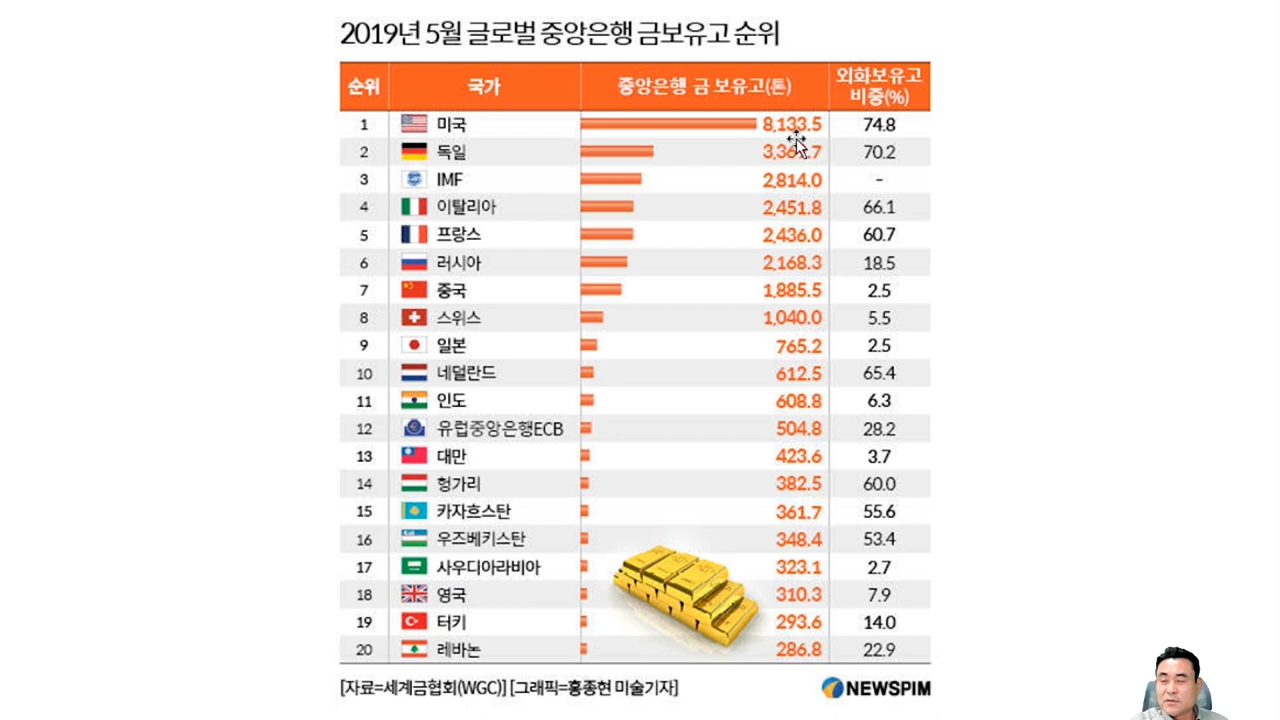 2019년 5월 글로벌 중앙은행 금보유고 순위
순위 국가 중앙은행 금 보유고(톤) 외화보유고 비중(%)
1 미국 8,133.5 74.8
2 독일 70.2
3 IMF 2,814.0 -
4 이탈리아 2,451.8 66.1
5 프랑스 2,436.0 60.7
6 러시아 2,168.3 18.5
7 중국 1,885.5 2.5
8 스위스 1,040.0 5.5
9 일본 765.2 2.5
10 네덜란드 612.5 65.4
11 인도 608.8 6.3
12 유럽중앙은행ECB 504.8 28.2
13 대만 423.6 3.7
14 헝가리 382.5 60.0
15 카자흐스탄 361.7 55.6
16 우즈베키스탄 348.4 53.4
17 사우디아라비아 323.1 2.7
18 영국 310.3 7.9
19 터키 293.6 14.0
20 레바논 286.8 22.9
[자료=세계금협회(WGC)] [그래픽=홍종현 미술기자]
NEWSPIM